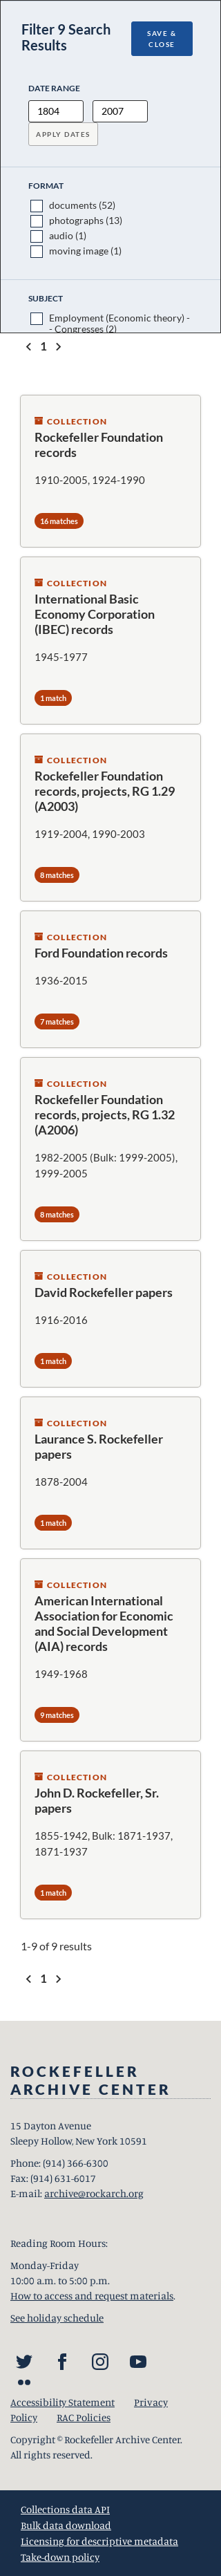 Filter 9 Search
Results
SAVE &
CLOSE
DATE RANGE
1804
2007
APPLY DATES
FORMAT
documents (52)
photographs (13)
audio (1)
moving image (1)
SUBJECT
Employment (Economic theory) -
- Congresses (2)
1
COLLECTION
Rockefeller Foundation
records
1910-2005, 1924-1990
16 matches
COLLECTION
International Basic
Economy Corporation
(IBEC) records
1945-1977
1 match
COLLECTION
Rockefeller Foundation
records, projects, RG 1.29
(A2003)
1919-2004, 1990-2003
8 matches
COLLECTION
Ford Foundation records
1936-2015
7 matches
COLLECTION
Rockefeller Foundation
records, projects, RG 1.32
(A2006)
1982-2005 (Bulk: 1999-2005),
1999-2005
8 matches
COLLECTION
David Rockefeller papers
1916-2016
1 match
COLLECTION
Laurance S. Rockefeller
papers
1878-2004
1 match
COLLECTION
American International
Association for Economic
and Social Development
(AIA) records
1949-1968
9 matches
COLLECTION
John D. Rockefeller, Sr.
papers
1855-1942, Bulk: 1871-1937,
1871-1937
1 match
1-9 of 9 results
1
ROCKEFELLER
ARCHIVE CENTER
15 Dayton Avenue
Sleepy Hollow, New York 10591
Phone: (914) 366-6300
Fax: (914) 631-6017
E-mail: archive@rockarch.org
Reading Room Hours:
Monday-Friday
10:00 a.m. to 5:00 p.m.
How to access and request materials.
See holiday schedule
Accessibility Statement Privacy
Policy RAC Policies
Copyright © Rockefeller Archive Center.
All rights reserved.
Collections data API
Bulk data download
Licensing for descriptive metadata
Take-down policy